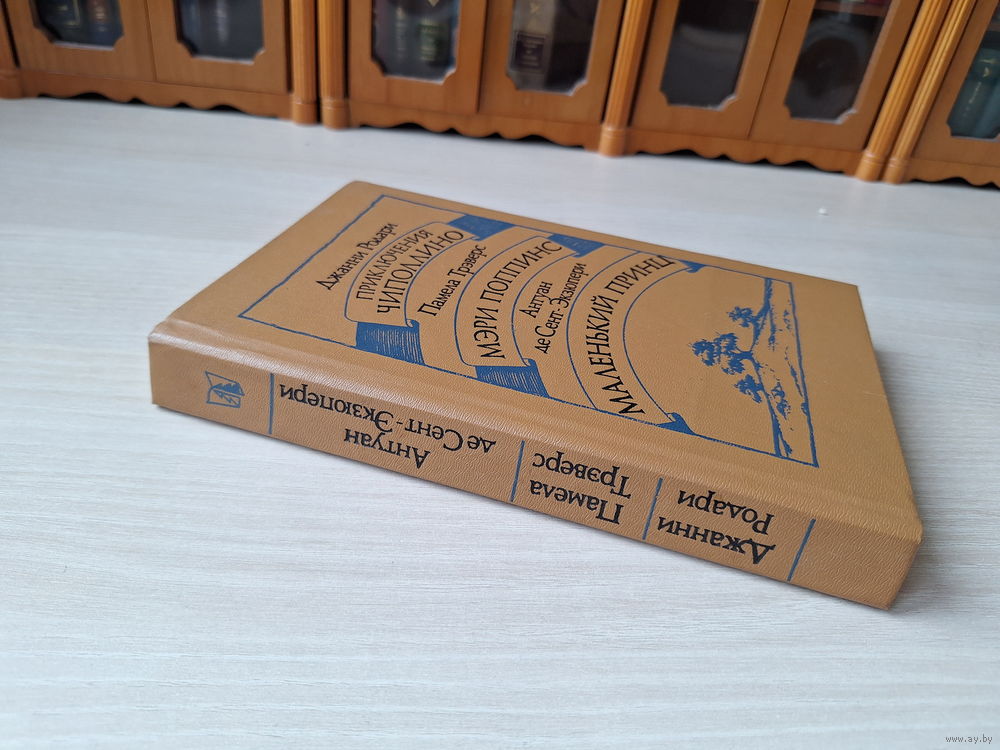 Джанни Родари
ПРИКЛЮЧЕНИЯ
ЧИПОЛЛИНО
Памела Трэверс
МЭРИ ПОППИНС
Антуан
де Сент-Экзюпери
МАЛЕНЬКИЙ ПРИНЦ
Джанни
Родари
Памела
Трэверс
Антуан
де Сент-Экзюпери
www.ay.by